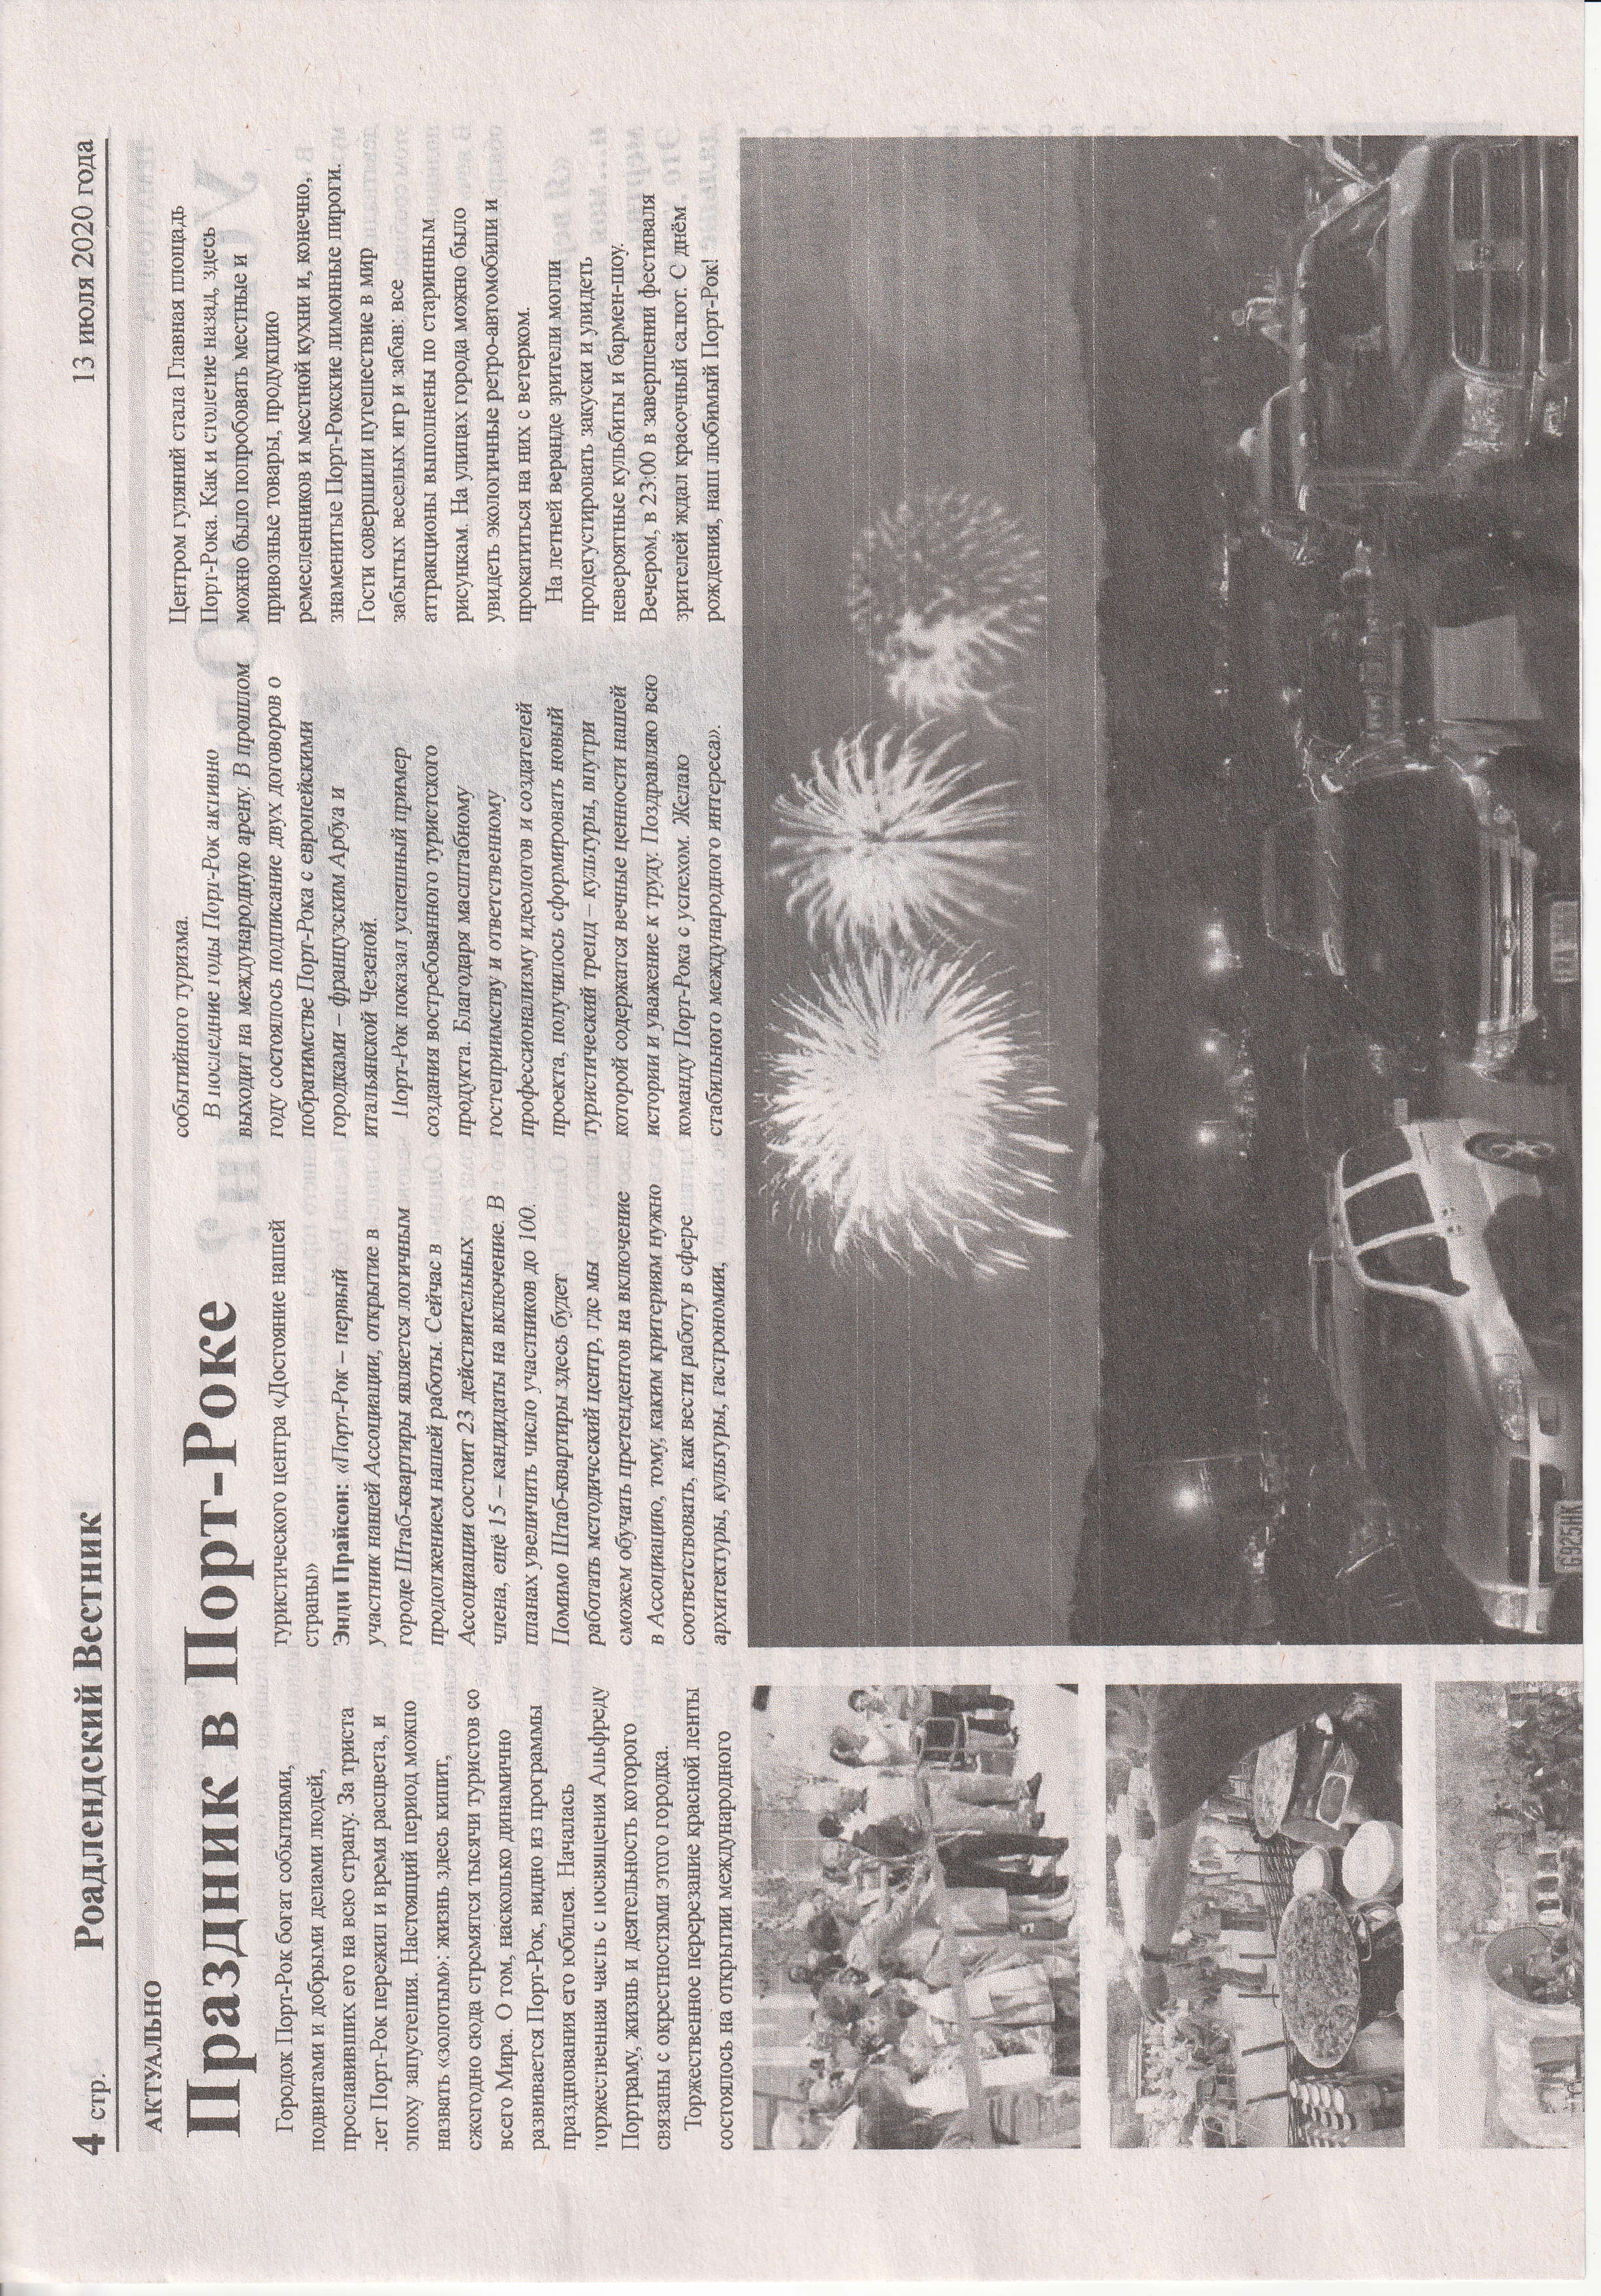 4 стр.
Роадлендский Вестник
13 июля 2020 года
АКТУАЛЬНО
Праздник в Порт-Роке
Городок Порт-Рок богат событиями,
подвигами и добрыми делами людей,
прославивших его на всю страну. За триста
лет Порт-Рок пережил и время расцвета, и
эпоху запустения. Настоящий период можно
назвать «золотым»: жизнь здесь кипит,
ежегодно сюда стремятся тысячи туристов со
всего Мира. О том, насколько динамично
развивается Порт-Рок, видно из программы
празднования его юбилея. Началась
торжественная часть с посвящения Альфреду
Портраму, жизнь и деятельность которого
связаны с окрестностями этого городка.
Торжественное перерезание красной ленты
состоялось на открытии международного
туристического центра «Достояние нашей
страны»
Энди Прайсон: «Порт-Рок – первый
участник нашей Ассоциации, открытие в
городе Штаб-квартиры является логичным
продолжением нашей работы. Сейчас в
Ассоциации состоит 23 действительных
члена, ещё 15 – кандидаты на включение. В
планах увеличить число участников до 100.
Помимо Штаб-квартиры здесь будет
работать методический центр, где мы
сможем обучать претендентов на включение
в Ассоциацию, тому, каким критериям нужно
соответствовать, как вести работу в сфере
архитектуры, культуры, гастрономии,
событийного туризма.
В последние годы Порт-Рок активно
выходит на международную арену. В прошлом
году состоялось подписание двух договоров о
побратимстве Порт-Рока с европейскими
городками – французским Арбуа и
итальянской Чезеной.
Порт-Рок показал успешный пример
создания востребованного туристского
продукта. Благодаря масштабному
гостеприимству и ответственному
профессионализму идеологов и создателей
проекта, получилось сформировать новый
туристический тренд – культуры, внутри
которой содержатся вечные ценности нашей
истории и уважение к труду. Поздравляю всю
команду Порт-Рока с успехом. Желаю
стабильного международного интереса».
Центром гуляний стала Главная площадь
Порт-Рока. Как и столетие назад, здесь
можно было попробовать местные и
привозные товары, продукцию
ремесленников и местной кухни и, конечно,
знаменитые Порт-Рокские лимонные пироги.
Гости совершили путешествие в мир
забытых веселых игр и забав: все
аттракционы выполнены по старинным
рисункам. На улицах города можно было
увидеть экологичные ретро-автомобили и
прокатиться на них с ветерком.
На летней веранде зрители могли
продегустировать закуски и увидеть
невероятные кульбиты и бармен-шоу.
Вечером, в 23:00 в завершении фестиваля
зрителей ждал красочный салют. С днём
рождения, наш любимый Порт-Рок!
G925HK